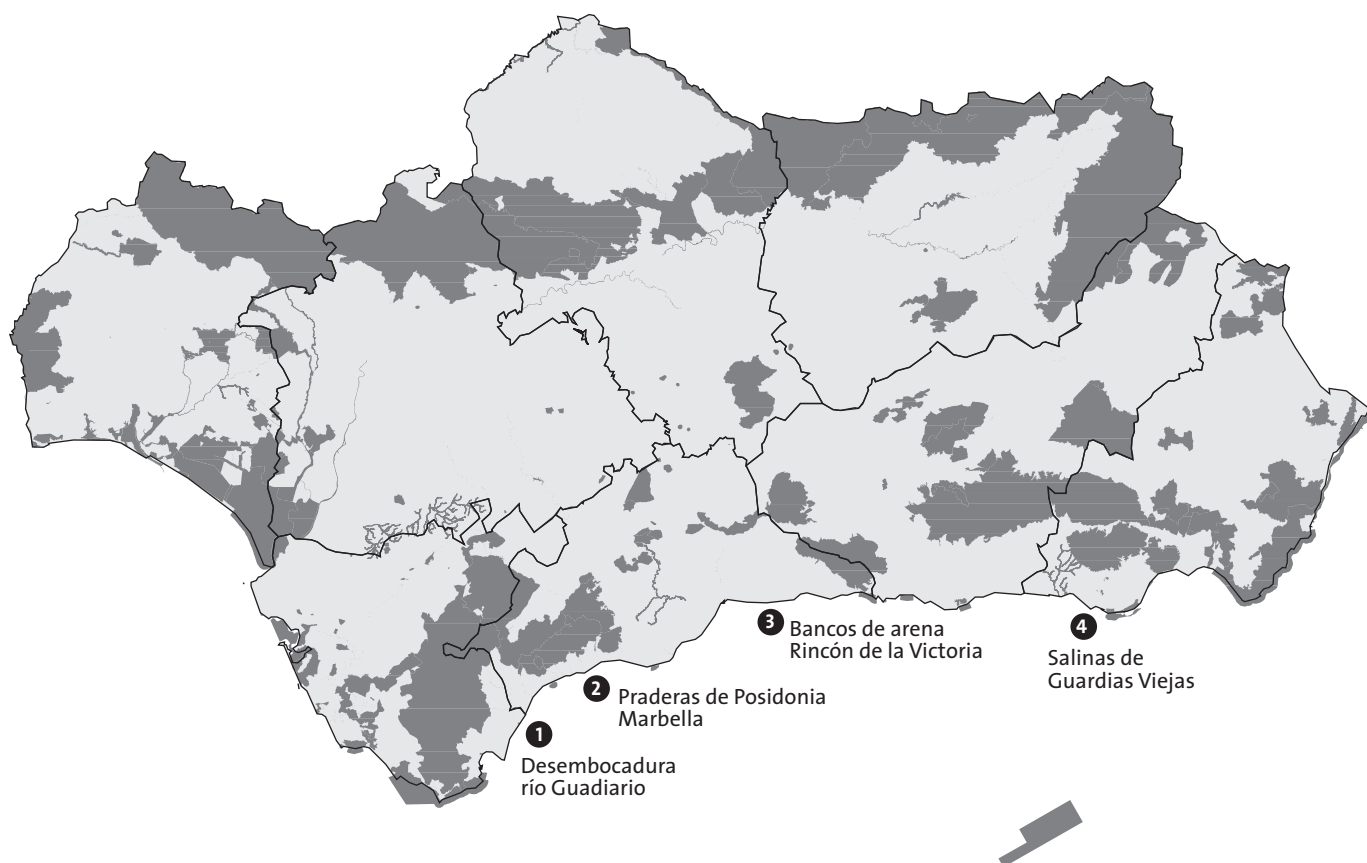 3 Bancos de arena
Rincón de la Victoria
4
Salinas de
Guardias Viejas
2 Praderas de Posidonia
Marbella
1
Desembocadura
río Guadiario